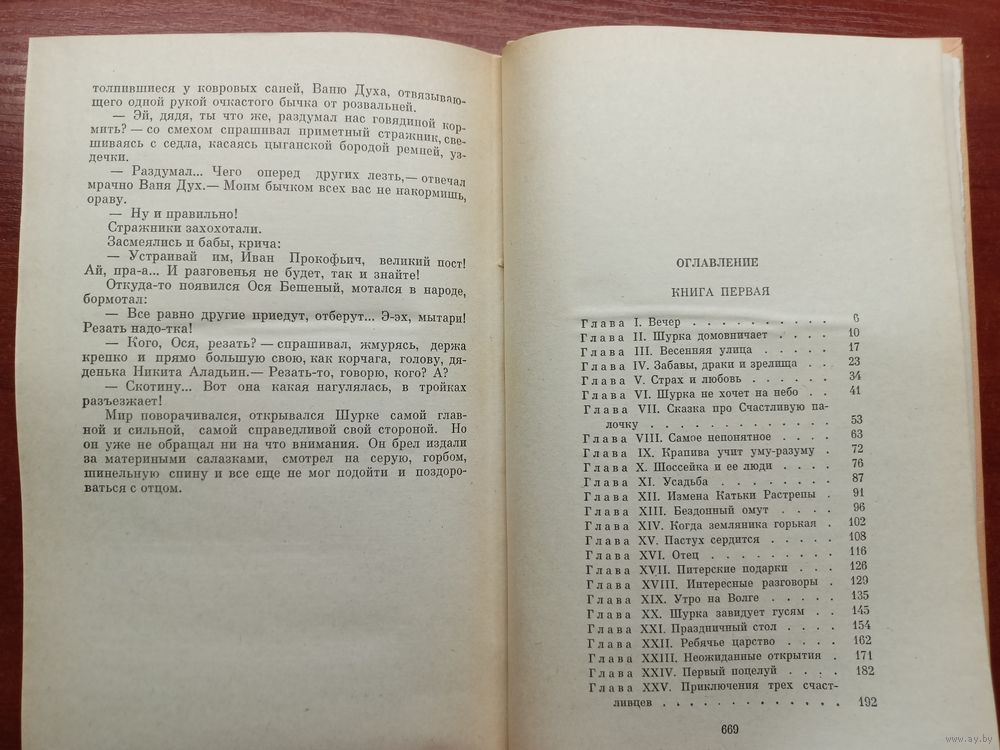 толпившиеся у ковровых саней, Ваню Духа, отвязывающо-
щего одной рукой очкастого бычка от розвальней.
— Эй, дядя, ты что же, раздумал нас говядиной кор-
мить? — со смехом спрашивал приметный стражник, све-
шиваясь с седла, касаясь цыганской бородой ремней, уз-
дечки.
— Раздумал... Чего оперед других лезть,— отвечал
мрачно Ваня Дух.— Моим бычком всех вас не накормишь,
ораву.
— Ну и правильно!
Стражники захохотали.
Засмеялись и бабы, крича:
— Устраивай им, Иван Прокофьич, великий пост!
Ай, пра-а... И разговенья не будет, так и знайте!
Откуда-то появился Ося Бешеный, мотался в народе,
бормотал:
— Все равно другие приедут, отберут... Э-эх, мытари!
Резать надо-тка!
— Кого, Ося, резать? — спрашивал, жмурясь, держа
крепко и прямо большую свою, как корчага, голову, дя-
денька Никита Аладьин.— Резать-то, говорю, кого? А?
— Скотину... Вот она какая нагулялась, в тройках
разъезжает!
Мир поворачивался, открывался Шурке самой глав-
ной и сильной, самой справедливой свой стороной. Но
он уже не обращал ни на что внимания. Он брел издали
за матерниными салазками, смотрел на серую, горбом,
шинельную спину и все еще не мог подойти и поздоро-
ваться с отцом.
ОГЛАВЛЕНИЕ
КНИГА ПЕРВАЯ
Глава I. Вечер . . . . . . . . . . 6
Глава II. Шурка домовничает . . . . 10
Глава III. Весенняя улица . . . . . 17
Глава IV. Забавы, драки и зрелища . . 23
Глава V. Страх и любовь . . . . . . 34
Глава VI. Шурка не хочет на небо . . 41
Глава VII. Сказка про Счастливую па-
лочку . . . . . . . . . . . . . 53
Глава VIII. Самое непонятное . . . . 63
Глава IX. Крапива учит уму-разуму . 72
Глава X. Шоссейка и ее люди . . . . 76
Глава XI. Усадьба . . . . . . . . 87
Глава XII. Измена Катьки Растрепы . 91
Глава XIII. Бездонный омут . . . . 96
Глава XIV. Когда земляника горькая . 102
Глава XV. Пастух сердится . . . . . 108
Глава XVI. Отец . . . . . . . . . 116
Глава XVII. Питерские подарки . . . 126
Глава XVIII. Интересные разговоры . 129
Глава XIX. Утро на Волге . . . . . 135
Глава XX. Шурка завидует гусям . . 145
Глава XXI. Праздничный стол . . . . 154
Глава XXII. Ребячье царство . . . . 162
Глава XXIII. Неожиданные открытия . 171
Глава XXIV. Первый поцелуй . . . . 182
Глава XXV. Приключения трех счаст-
ливцев . . . . . . . . . . . . . 192
669
www.ay.by